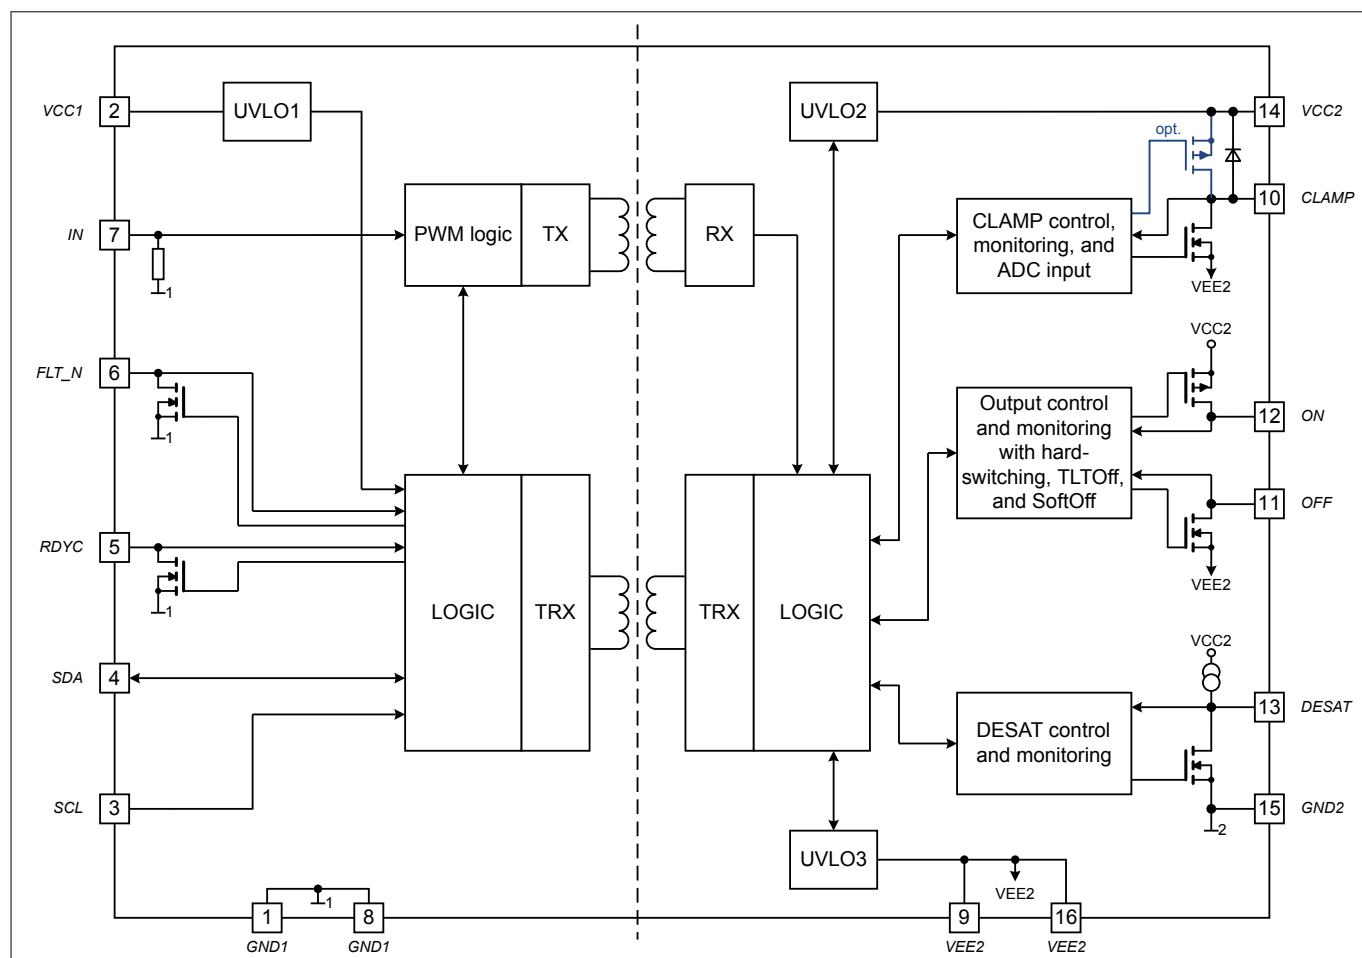 VCC1
2
UVLO1
UVLO2
14
VCC2
opt.
IN
7
1
PWM logic
TX
RX
CLAMP control,
monitoring, and
ADC input
10
CLAMP
VEE2
FLT_N
6
1
VCC2
Output control
and monitoring
with hard-
switching, TLTOff,
and SoftOff
12
ON
11
OFF
VEE2
RDYC
5
1
LOGIC
TRX
TRX
LOGIC
SDA
4
VCC2
DESAT control
and monitoring
13
DESAT
SCL
3
15
GND2
2
UVLO3
VEE2
1
1
GND1
8
GND1
9
VEE2
16
VEE2